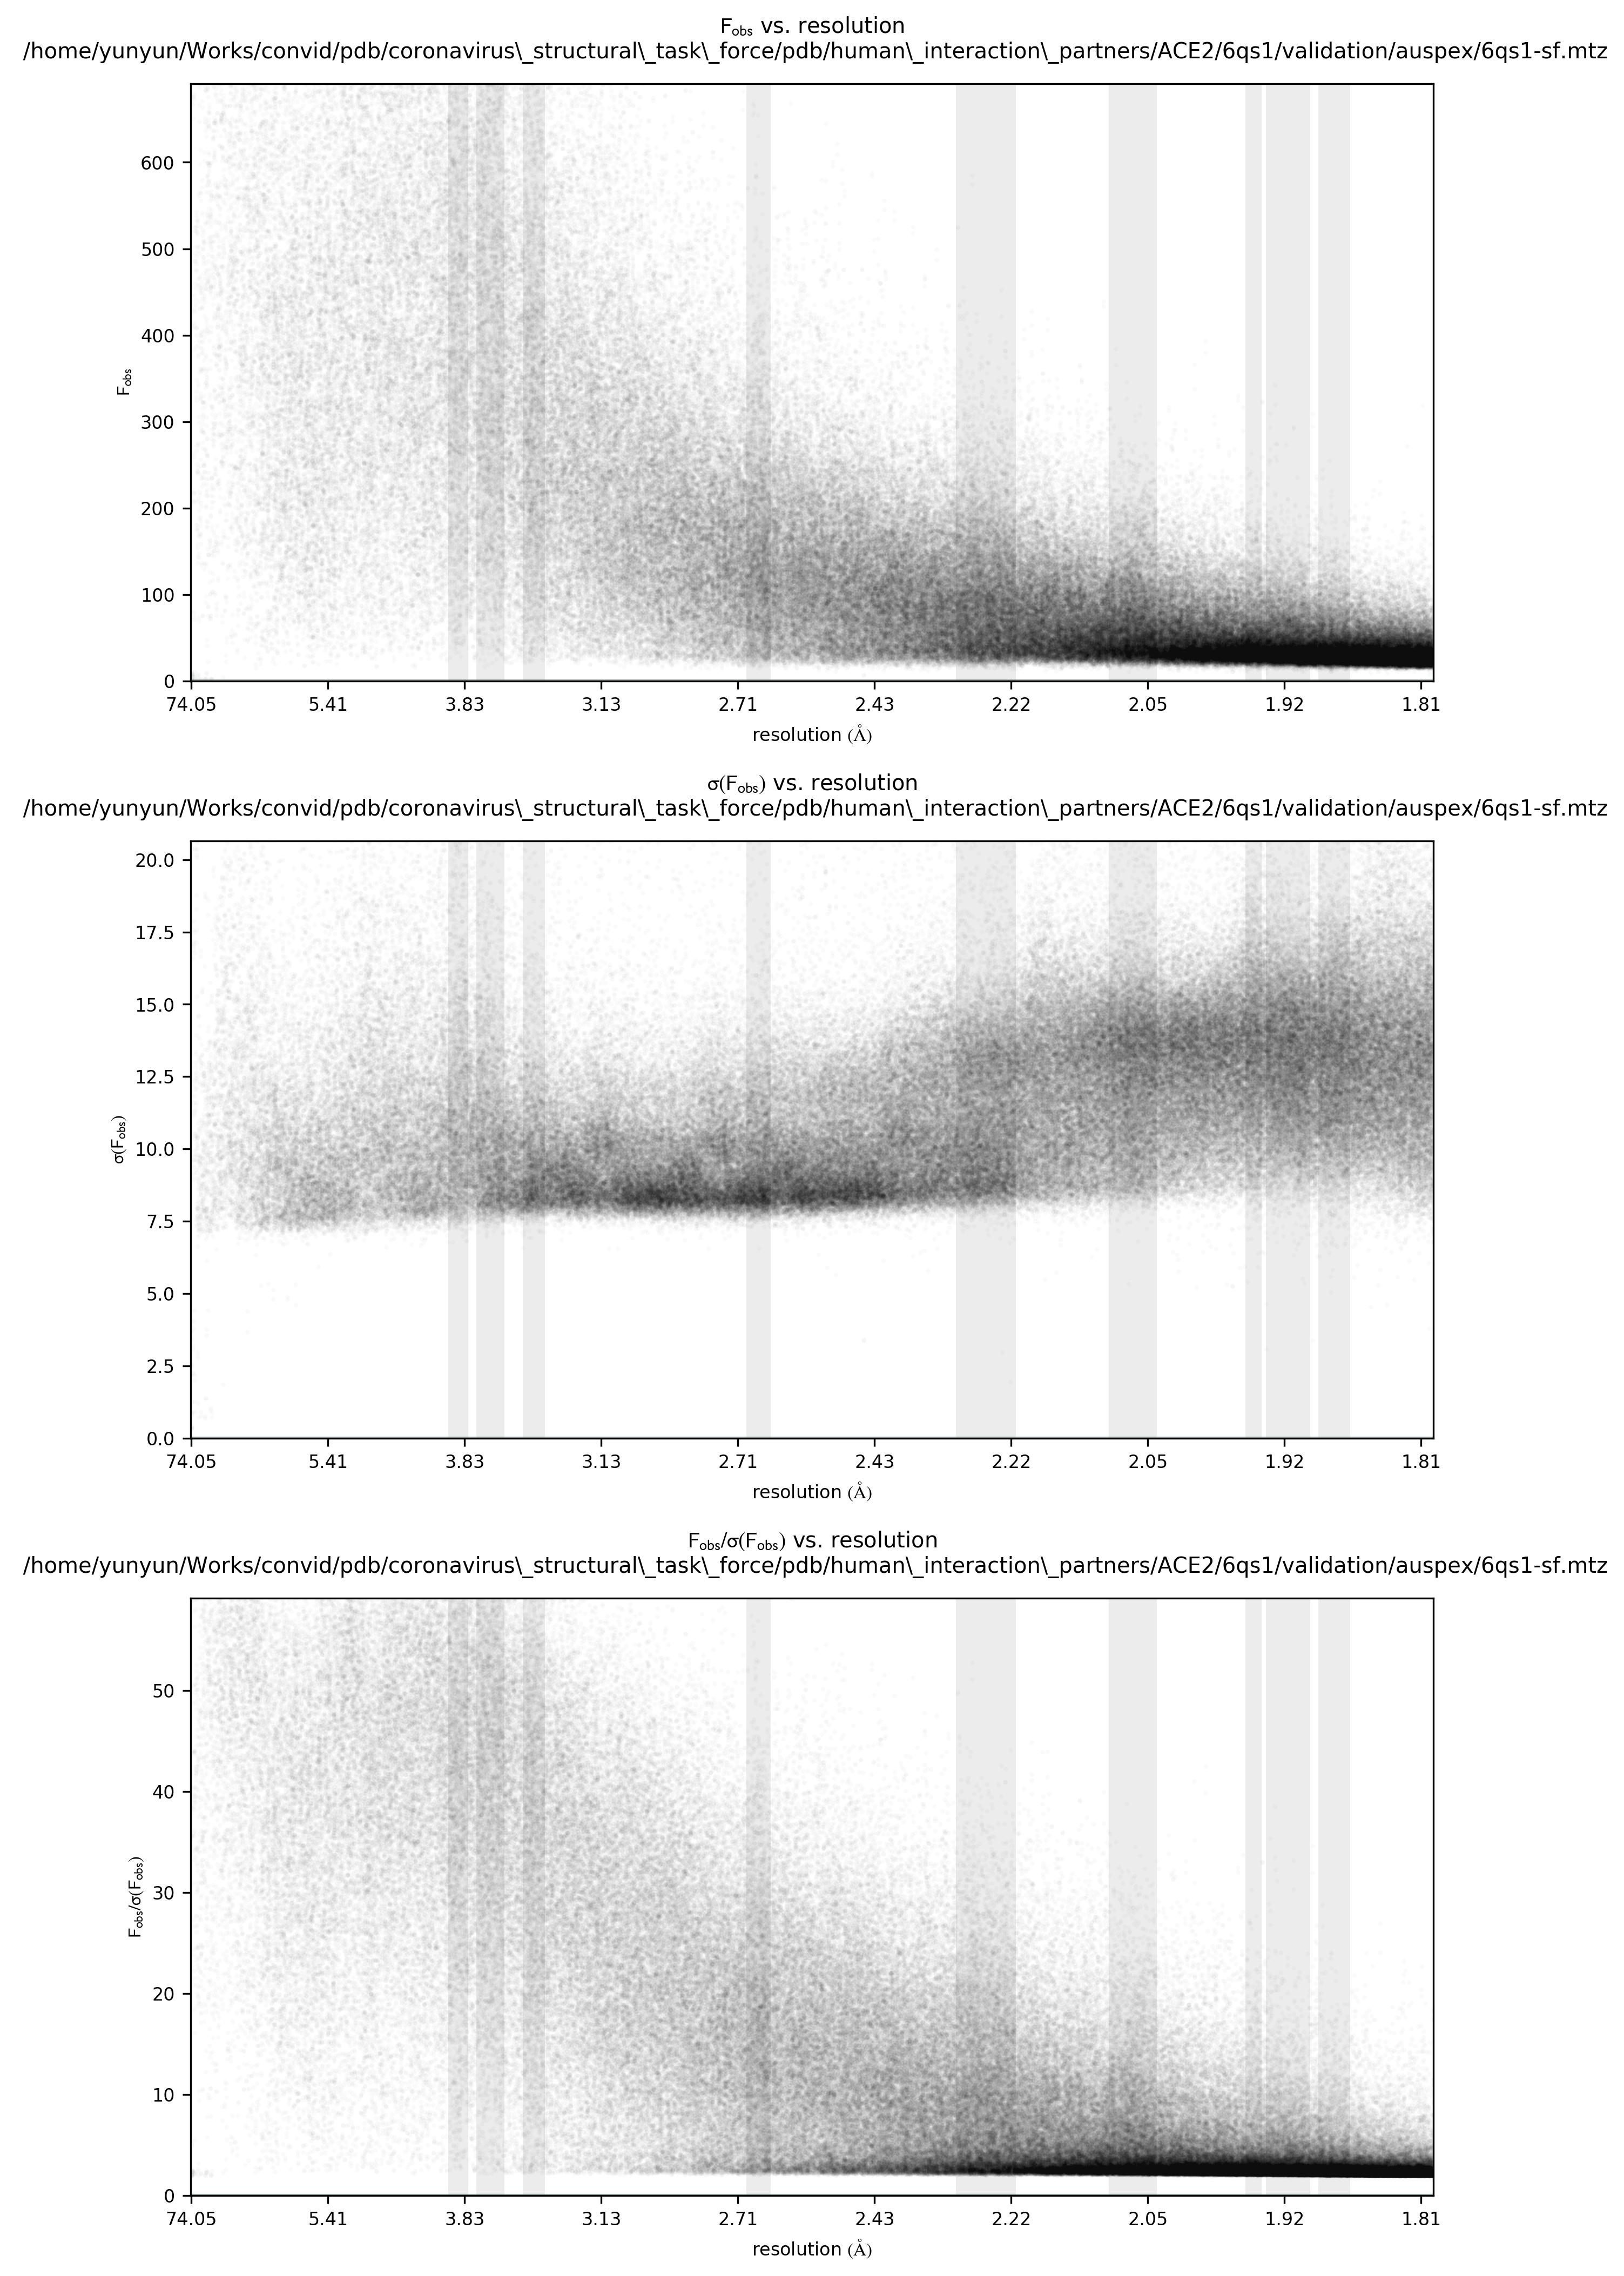 Fobs vs. resolution
/home/yunyun/Works/convid/pdb/coronavirus\_structural\_task\_force/pdb/human\_interaction\_partners/ACE2/6qs1/validation/auspex/6qs1-sf.mtz
600
500
400
300
200
100
0
Fobs
74.05 5.41 3.83 3.13 2.71 2.43 2.22 2.05 1.92 1.81
resolution (Å)
σ(Fobs) vs. resolution
/home/yunyun/Works/convid/pdb/coronavirus\_structural\_task\_force/pdb/human\_interaction\_partners/ACE2/6qs1/validation/auspex/6qs1-sf.mtz
20.0
17.5
15.0
12.5
10.0
7.5
5.0
2.5
0.0
σ(Fobs)
74.05 5.41 3.83 3.13 2.71 2.43 2.22 2.05 1.92 1.81
resolution (Å)
Fobs/σ(Fobs) vs. resolution
/home/yunyun/Works/convid/pdb/coronavirus\_structural\_task\_force/pdb/human\_interaction\_partners/ACE2/6qs1/validation/auspex/6qs1-sf.mtz
50
40
30
20
10
0
Fobs/σ(Fobs)
74.05 5.41 3.83 3.13 2.71 2.43 2.22 2.05 1.92 1.81
resolution (Å)